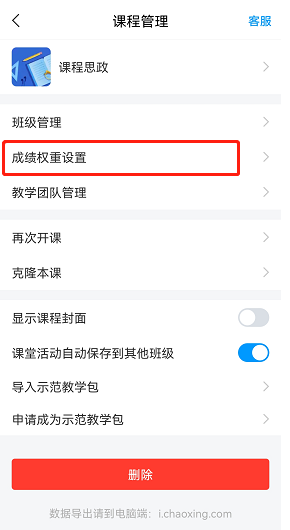 课程管理
客服
课程思政
班级管理
成绩权重设置
教学团队管理
再次开课
克隆本课
显示课程封面
课堂活动自动保存到其他班级
导入示范教学包
申请成为示范教学包
删除
数据导出请到电脑端：i.chaoxing.com